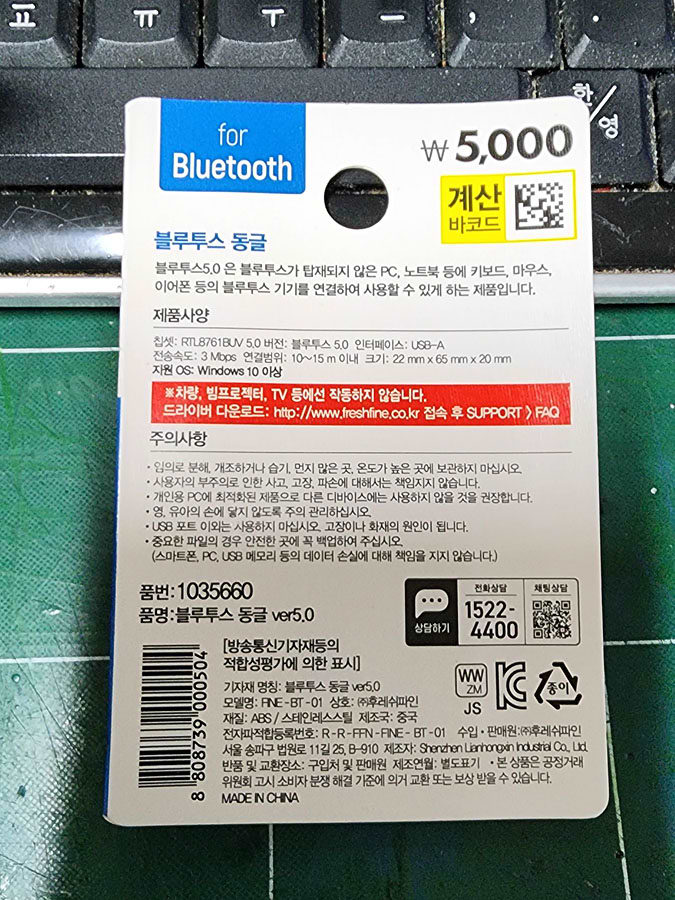 ㅛ ㅠ ㅜ ㅡ , .
한/영
for
Bluetooth
₩5,000
계산
바코드
블루투스 동글
블루투스5.0 은 블루투스가 탑재되지 않은 PC, 노트북 등에 키보드, 마우스,
이어폰 등의 블루투스 기기를 연결하여 사용할 수 있게 하는 제품입니다.
제품사양
칩셋: RTL8761BUV 5.0 버전: 블루투스 5.0 인터페이스: USB-A
전송속도: 3 Mbps 연결범위: 10~15 m 이내 크기: 22 mm x 65 mm x 20 mm
지원 OS: Windows 10 이상
※차량, 빔프로젝터, TV 등에선 작동하지 않습니다.
드라이버 다운로드: http://www.freshfine.co.kr 접속 후 SUPPORT > FAQ
주의사항
• 임의로 분해, 개조하거나 습기, 먼지 많은 곳, 온도가 높은 곳에 보관하지 마십시오.
• 사용자의 부주의로 인한 사고, 고장, 파손에 대해서는 책임지지 않습니다.
• 개인용 PC에 최적화된 제품으로 다른 디바이스에는 사용하지 않을 것을 권장합니다.
• 영, 유아의 손에 닿지 않도록 주의 관리하십시오.
• USB 포트 이외는 사용하지 마십시오. 고장이나 화재의 원인이 됩니다.
• 중요한 파일의 경우 안전한 곳에 꼭 백업하여 주십시오.
(스마트폰, PC, USB 메모리 등의 데이터 손실에 대해 책임을 지지 않습니다.)
품번:1035660
품명:블루투스 동글 ver5.0
상담하기
전화상담
1522-
4400
채팅상담
8 808739 000504
[방송통신기자재등의
적합성평가에 의한 표시]
기자재 명칭: 블루투스 동글 ver5.0
모델명: FINE-BT-01 상호: ㈜후레쉬파인
재질: ABS / 스테인레스스틸 제조국: 중국
전자파적합등록번호: R-R-FFN-FINE-BT-01 수입·판매원:㈜후레쉬파인
서울 송파구 법원로 11길 25, B-910 제조자: Shenzhen Lianhongxin Industrial Co., Ltd.
반품 및 교환장소: 구입처 및 판매원 제조연월: 별도표기 • 본 상품은 공정거래
위원회 고시 소비자 분쟁 해결 기준에 의거 교환 또는 보상 받을 수 있습니다.
MADE IN CHINA
WW
ZM
JS
종이